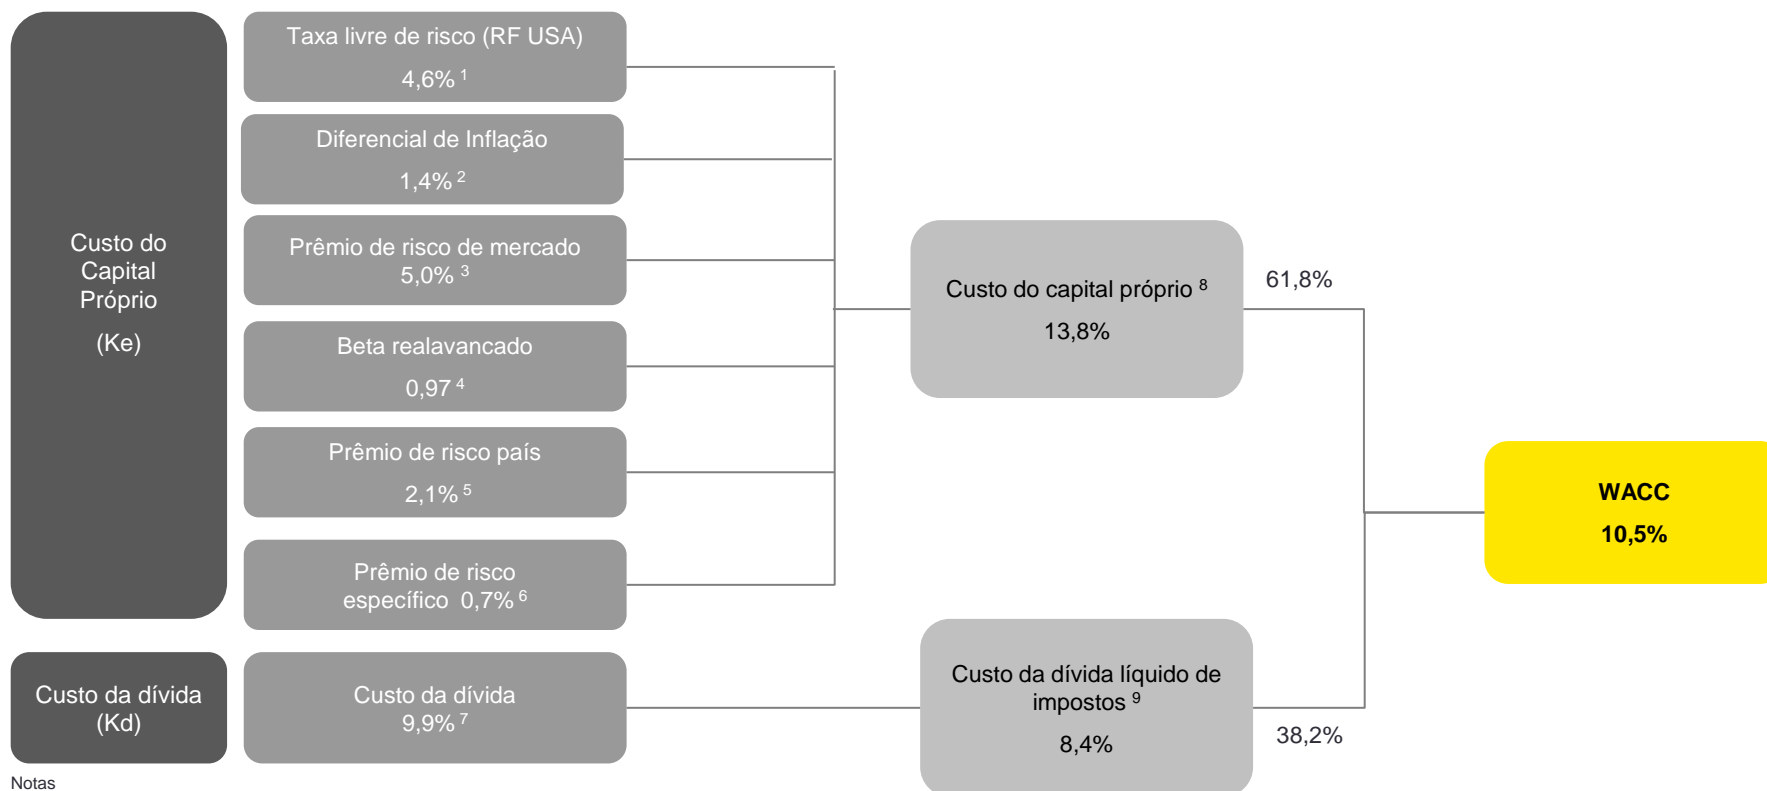 Custo do
Capital
Próprio
(Ke)
Taxa livre de risco (RF USA)
4,6% 1
Diferencial de Inflação
1,4% 2
Prêmio de risco de mercado
5,0% 3
Beta realavancado
0,97 4
Prêmio de risco país
2,1% 5
Prêmio de risco
específico 0,7% 6
Custo do capital próprio 8
13,8%
61,8%
WACC
10,5%
Custo da dívida
(Kd)
Custo da dívida
9,9% 7
Custo da dívida líquido de
impostos 9
8,4%
38,2%
Notas